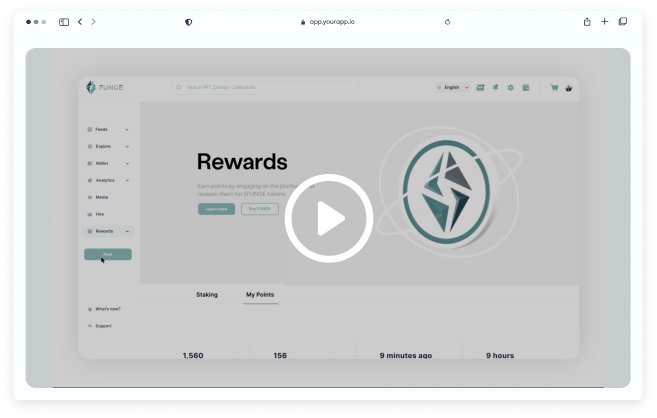 app.yourapp.io
FUNGE
Search NFT, Creator, Collections
English
Feeds
Explore
Wallet
Analytics
Media
Hire
Rewards
Post
What's new?
Support
Rewards
Earn points by engaging on the platform and
redeem them for $FUNGE tokens.
Learn more
Buy FUNGE
Staking
My Points
1,560
156
9 minutes ago
9 hours